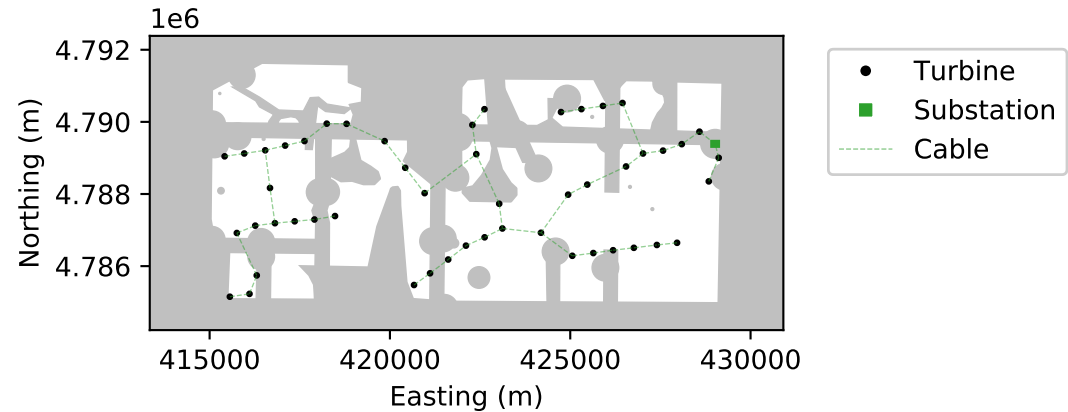 1e6
4.792
4.790
4.788
4.786
Northing (m)
415000 420000 425000 430000
Easting (m)
Turbine
Substation
Cable